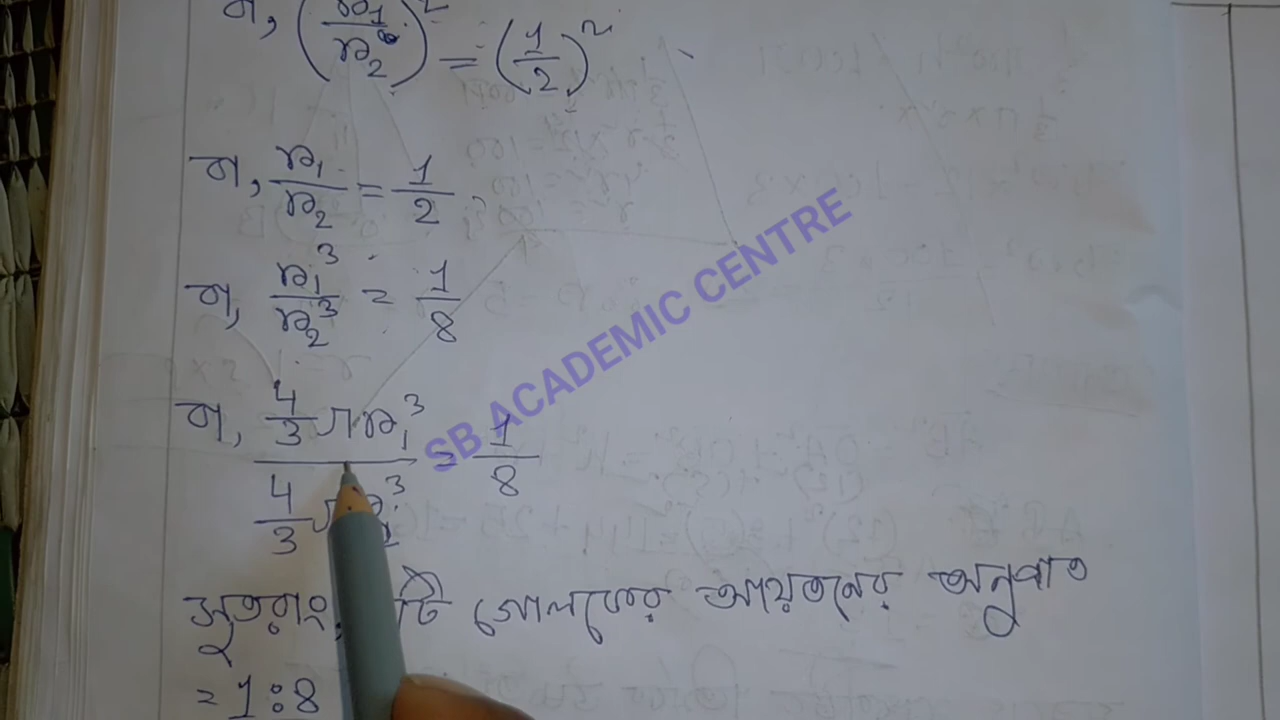 বা, (r₁/r₂)² = (1/2)²
বা, r₁/r₂ = 1/2,
বা, r₁³/r₂³ = 1/8
বা, 4/3 πr₁³ / 4/3 πr₂³ = 1/8
সুতরাং, টি গোলকের আয়তনের অনুপাত
= 1:8
SB ACADEMIC CENTRE